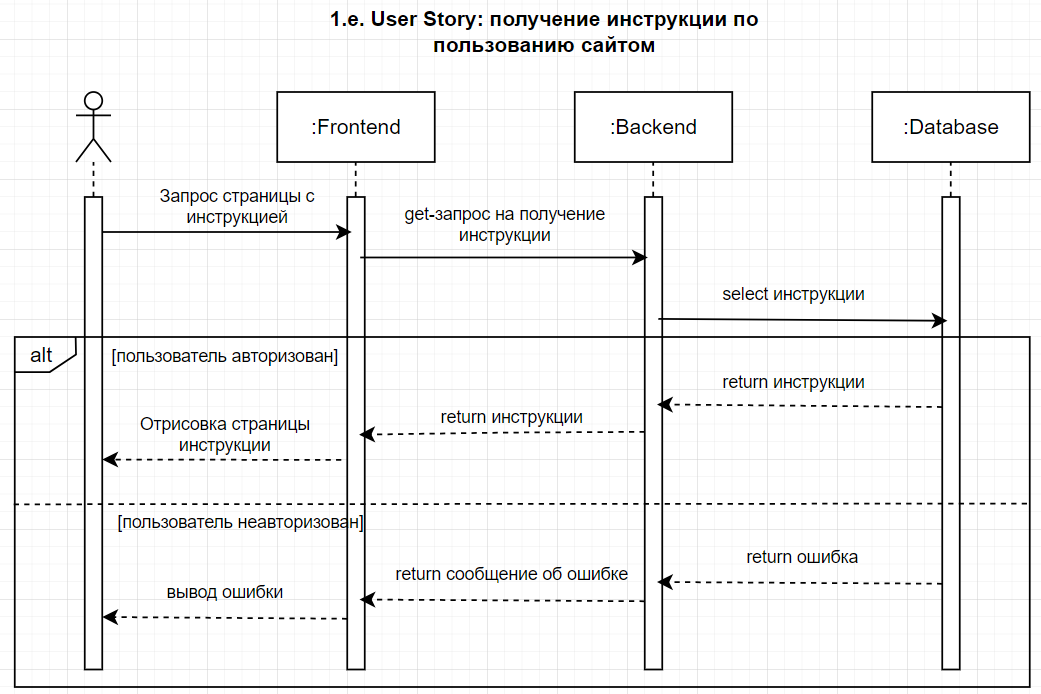 1.e. User Story: получение инструкции по
пользованию сайтом
:Frontend
:Backend
:Database
Запрос страницы с
инструкцией
get-запрос на получение
инструкции
select инструкции
alt
[пользователь авторизован]
return инструкции
return инструкции
Отрисовка страницы
инструкции
[пользователь неавторизован]
return ошибка
return сообщение об ошибке
вывод ошибки